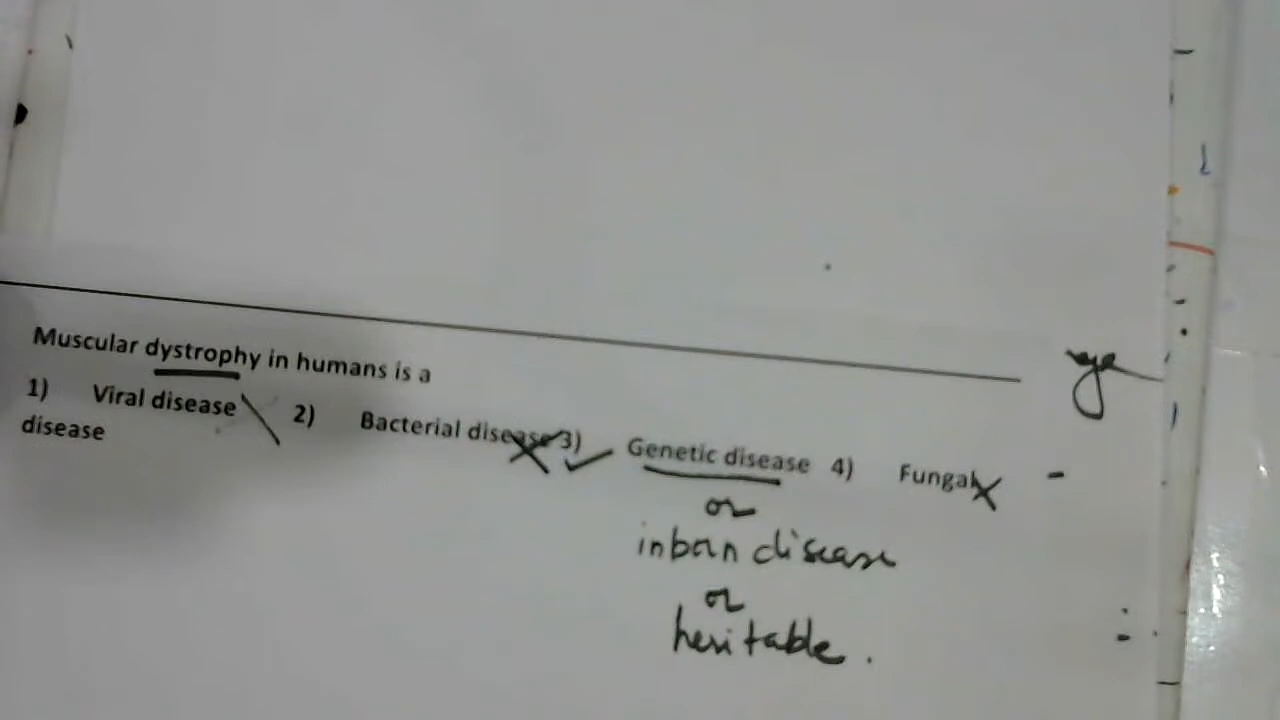 Muscular dystrophy in humans is a
1) Viral disease 2) Bacterial disease 3) Genetic disease 4) Fungal
disease
or
inborn disease
or
heritable.